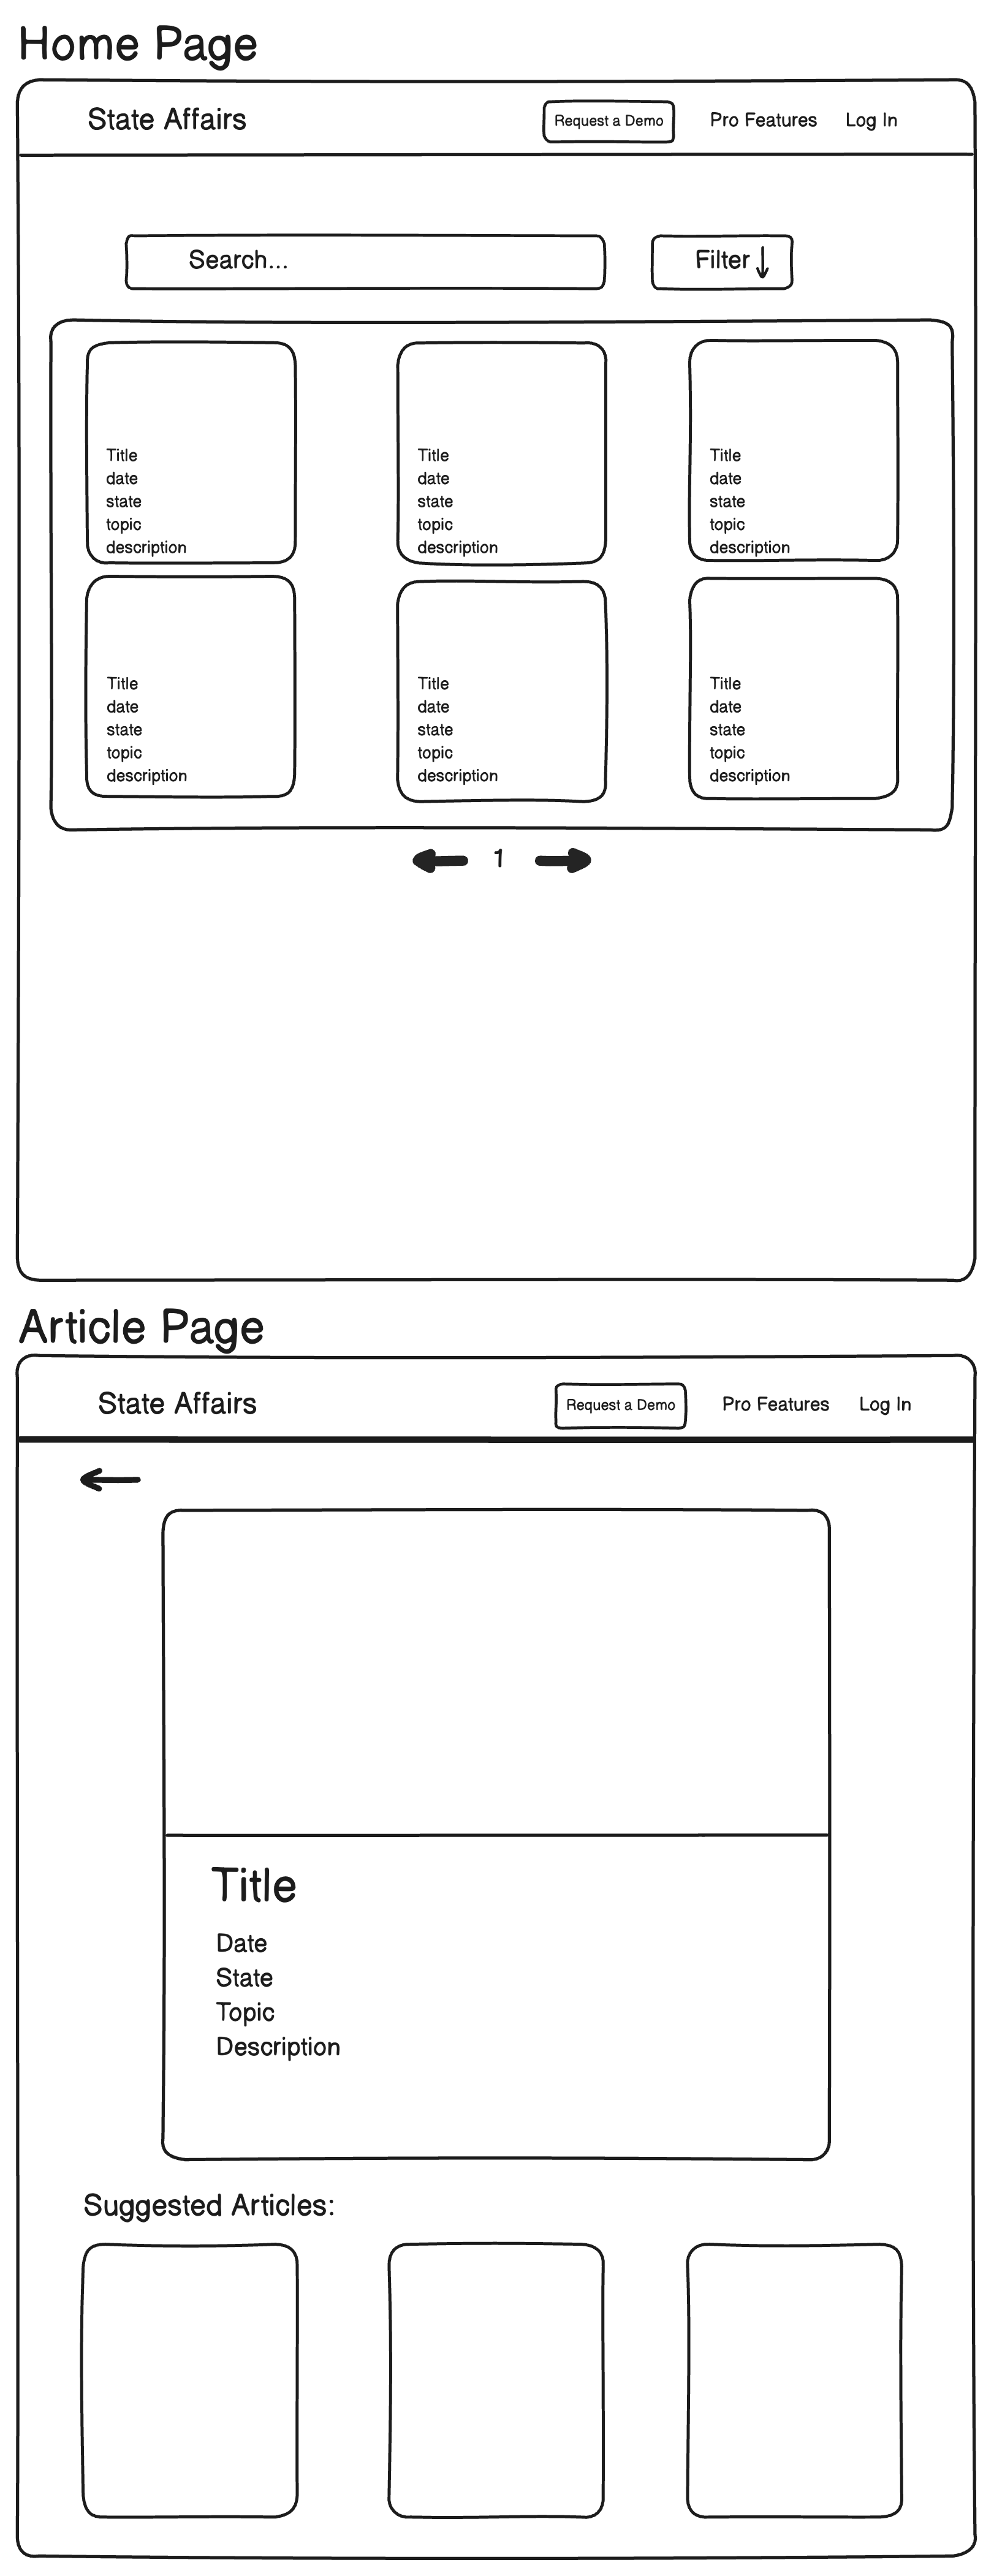 Home Page
State Affairs
Request a Demo
Pro Features
Log In
Search...
Filter
Title
date
state
topic
description
Title
date
state
topic
description
Title
date
state
topic
description
Title
date
state
topic
description
Title
date
state
topic
description
Title
date
state
topic
description
1
Article Page
State Affairs
Request a Demo
Pro Features
Log In
Title
Date
State
Topic
Description
Suggested Articles: